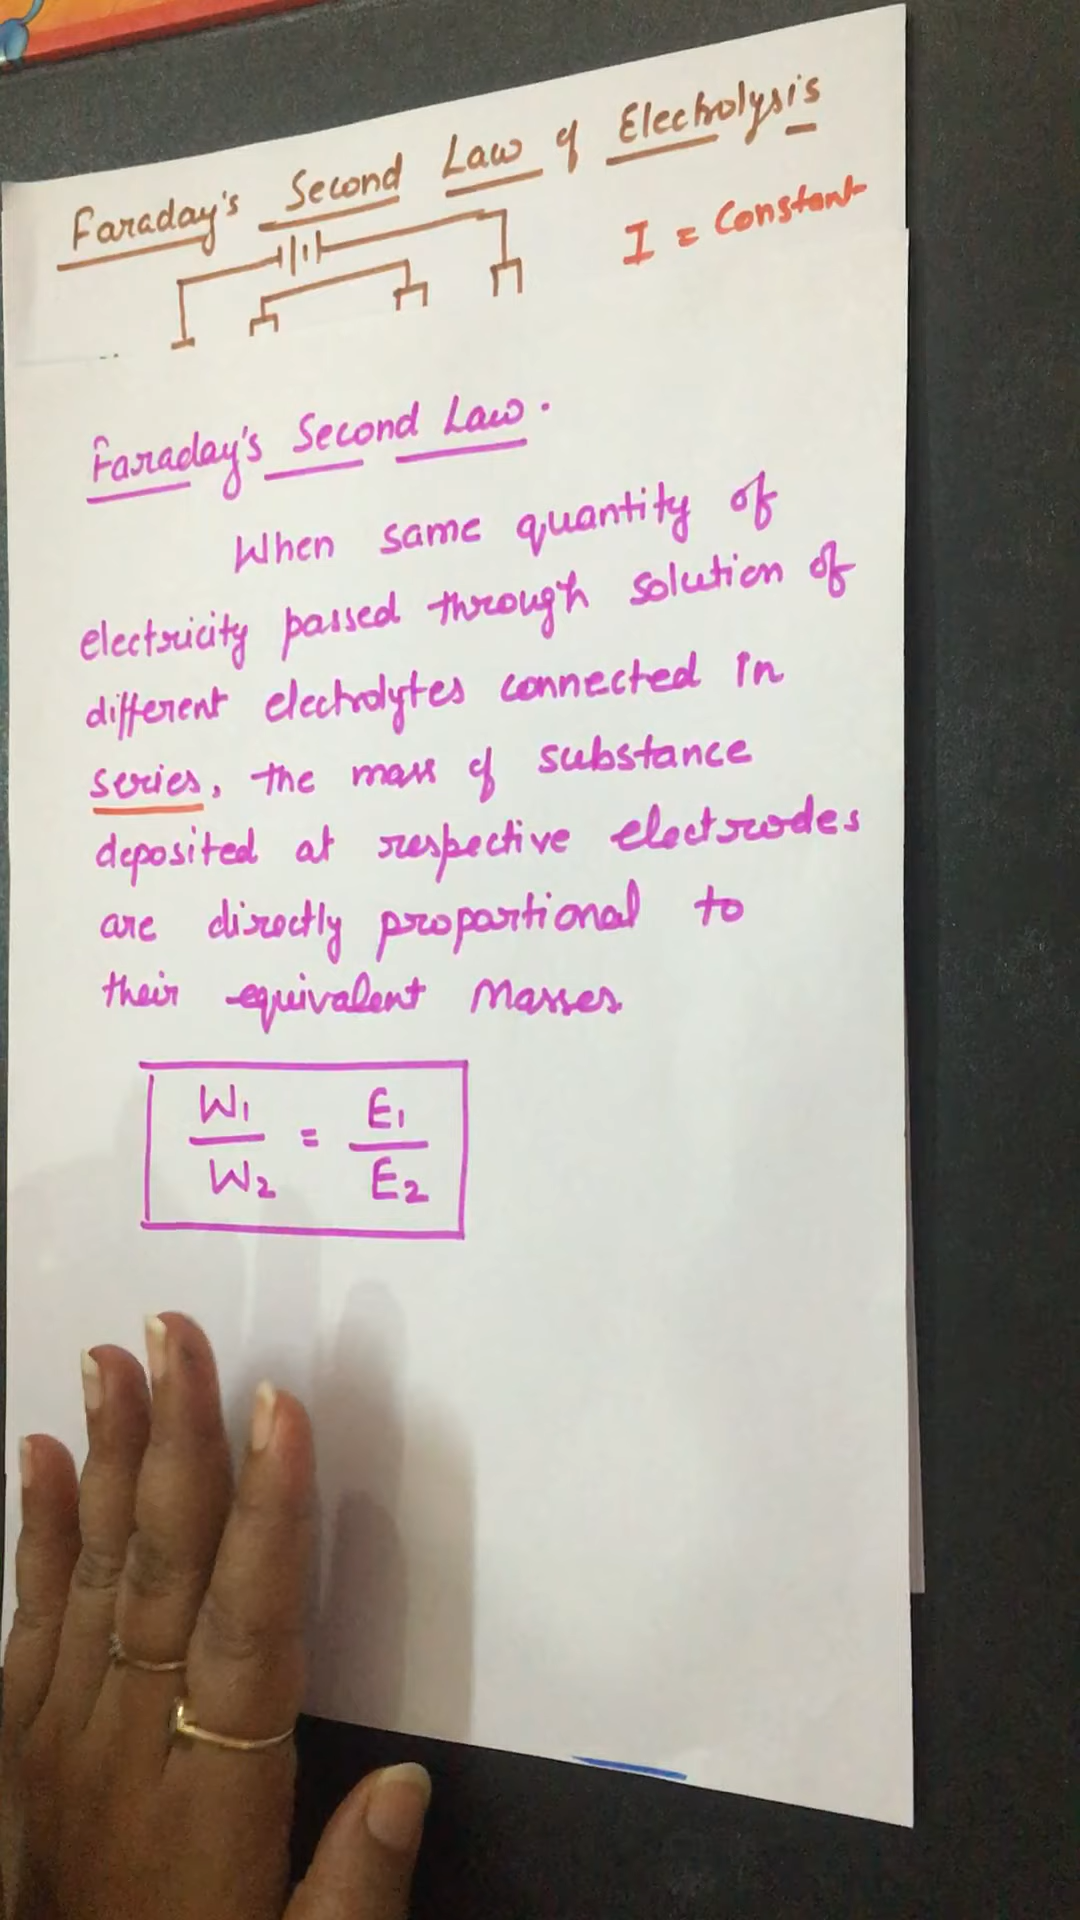 Faraday's Second Law of Electrolysis
I = Constant
Faraday's Second Law.
When same quantity of
electricity passed through solution of
different electrolytes connected in
series, the mass of substance
deposited at respective electrodes
are directly proportional to
their equivalent Masses
W1/W2 = E1/E2